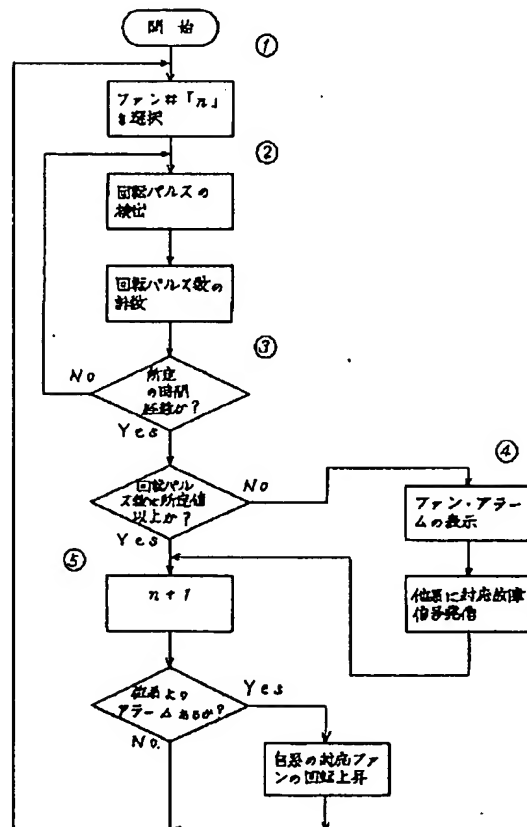 開始
①
ファン#「n」
を選択
②
回転パルスの
検出
回転パルス数の
計数
③
No
所定
の時間
経過か?
Yes
④
回転パル
ス数は所定値
以上か?
No
Yes
ファン・アラー
ムの表示
⑤
n+1
他系に対応故障
信号発信
他系より
アラームあるか?
Yes
No.
自系の対応ファ
ンの回転上昇